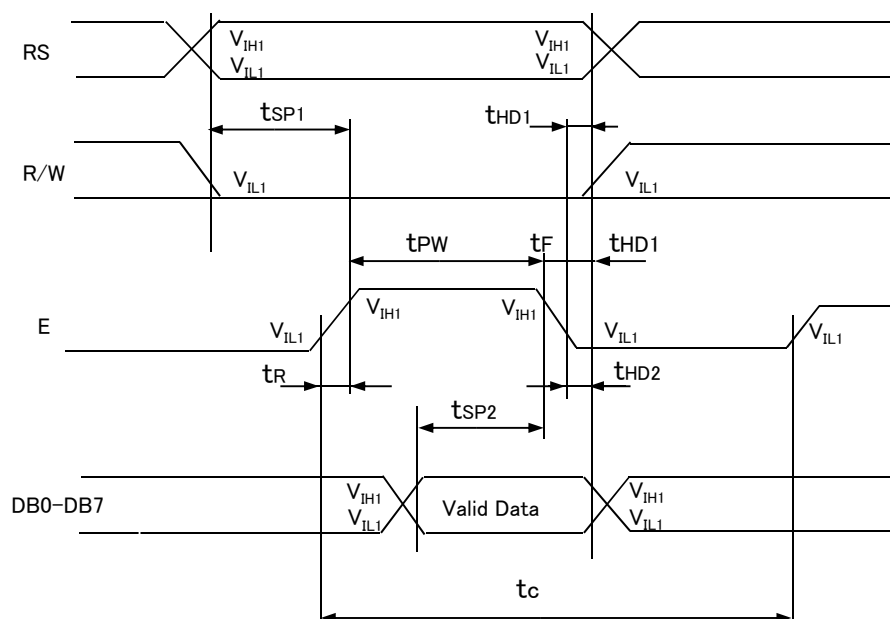 RS
VIH1
VIL1
VIH1
VIL1
tSP1
tHD1
R/W
VIL1
VIL1
tPW
tF
tHD1
E
VIL1
VIH1
VIH1
VIL1
VIL1
tR
tHD2
tSP2
DB0-DB7
VIH1
VIL1
Valid Data
VIH1
VIL1
tc